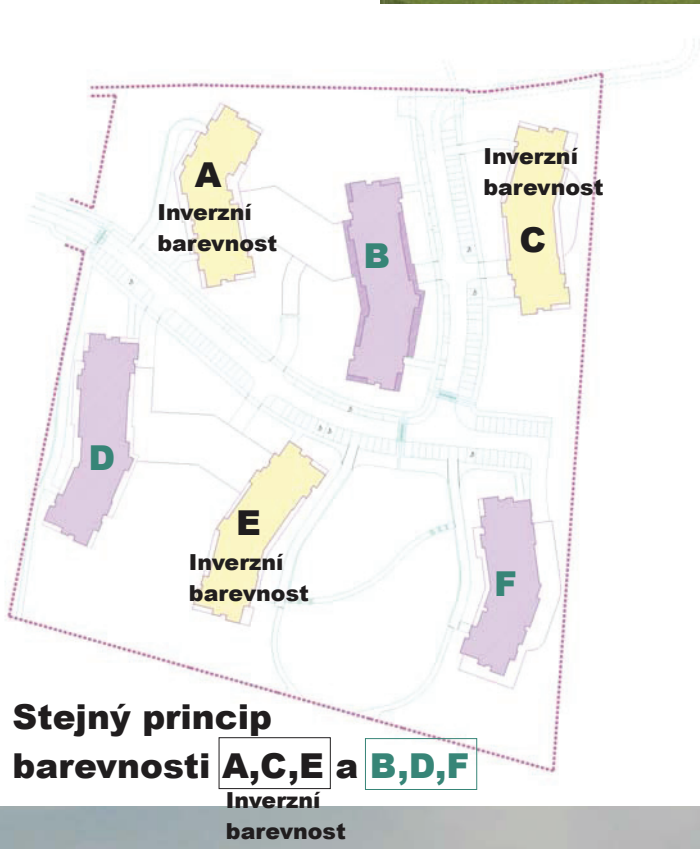 A
Inverzní
barevnost
B
Inverzní
barevnost
C
D
E
Inverzní
barevnost
F
Stejný princip
barevnosti A,C,E a B,D,F
Inverzní
barevnost